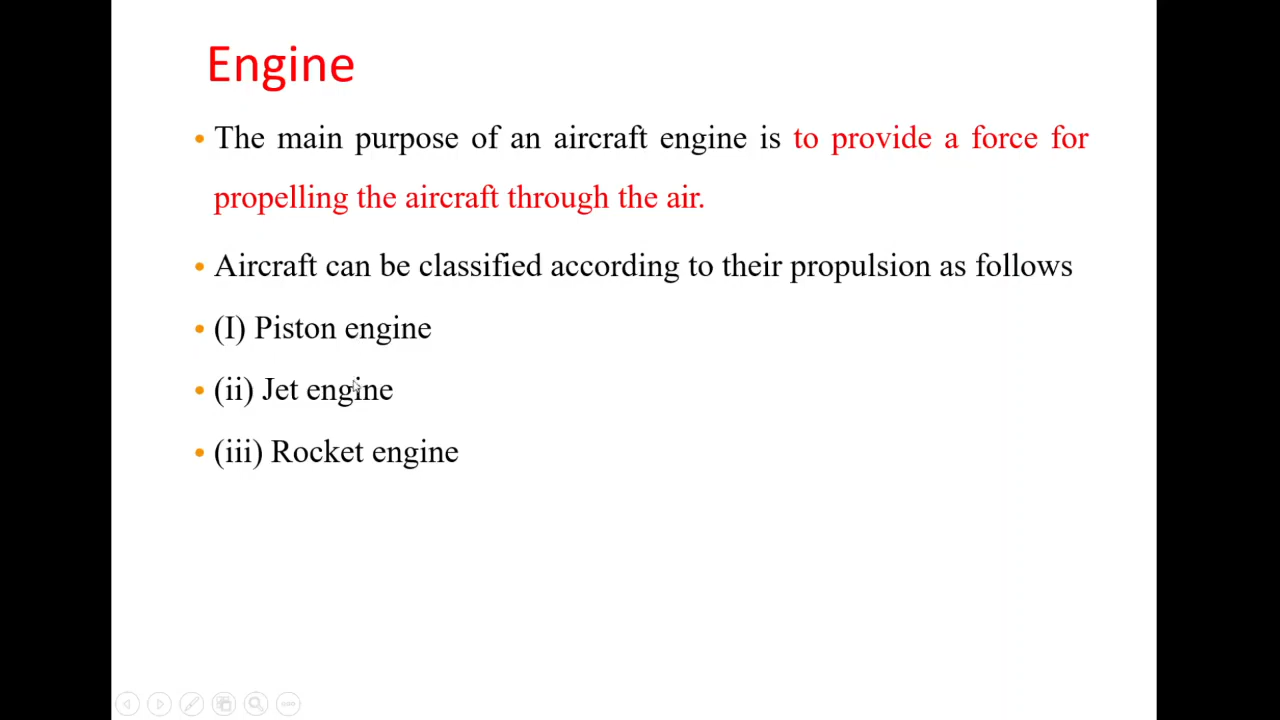 Engine
• The main purpose of an aircraft engine is to provide a force for
propelling the aircraft through the air.
• Aircraft can be classified according to their propulsion as follows
• (I) Piston engine
• (ii) Jet engine
• (iii) Rocket engine